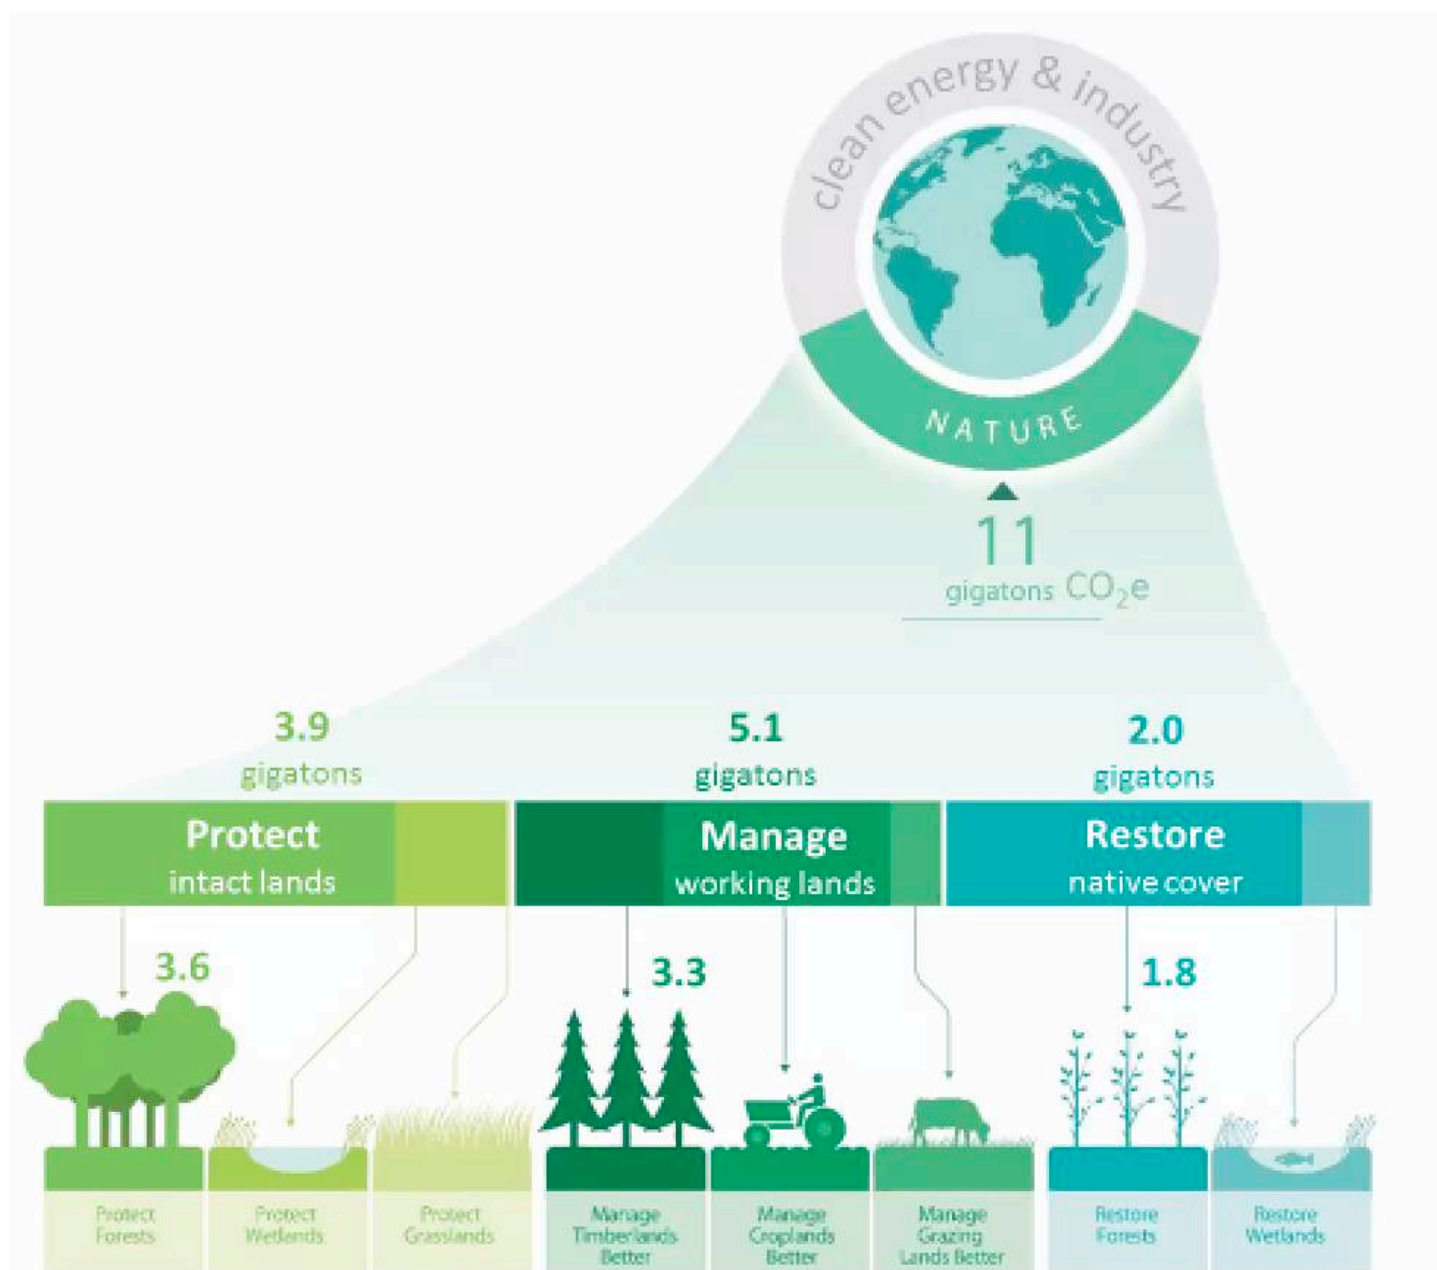 clean energy & industry
NATURE
11
gigatons CO₂e
3.9
gigatons
5.1
gigatons
2.0
gigatons
Protect
intact lands
Manage
working lands
Restore
native cover
3.6
3.3
1.8
Protect
Forests
Protect
Wetlands
Protect
Grasslands
Manage
Timberlands
Better
Manage
Croplands
Better
Manage
Grazing
Lands Better
Restore
Forests
Restore
Wetlands